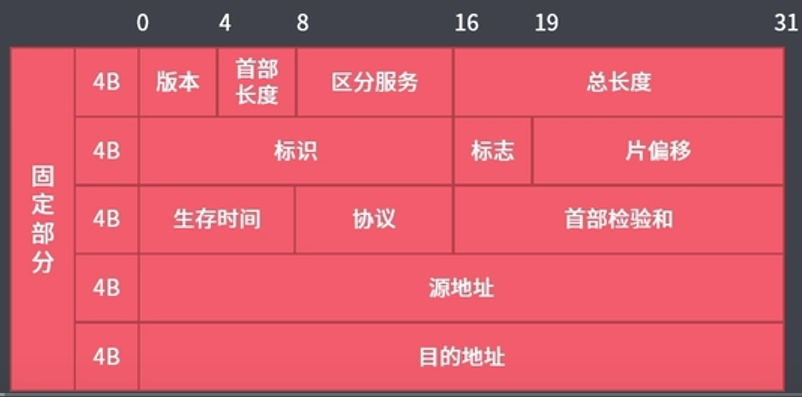 0 4 8 16 19 31
固定部分
4B 版本 首部长度 区分服务 总长度
4B 标识 标志 片偏移
4B 生存时间 协议 首部检验和
4B 源地址
4B 目的地址